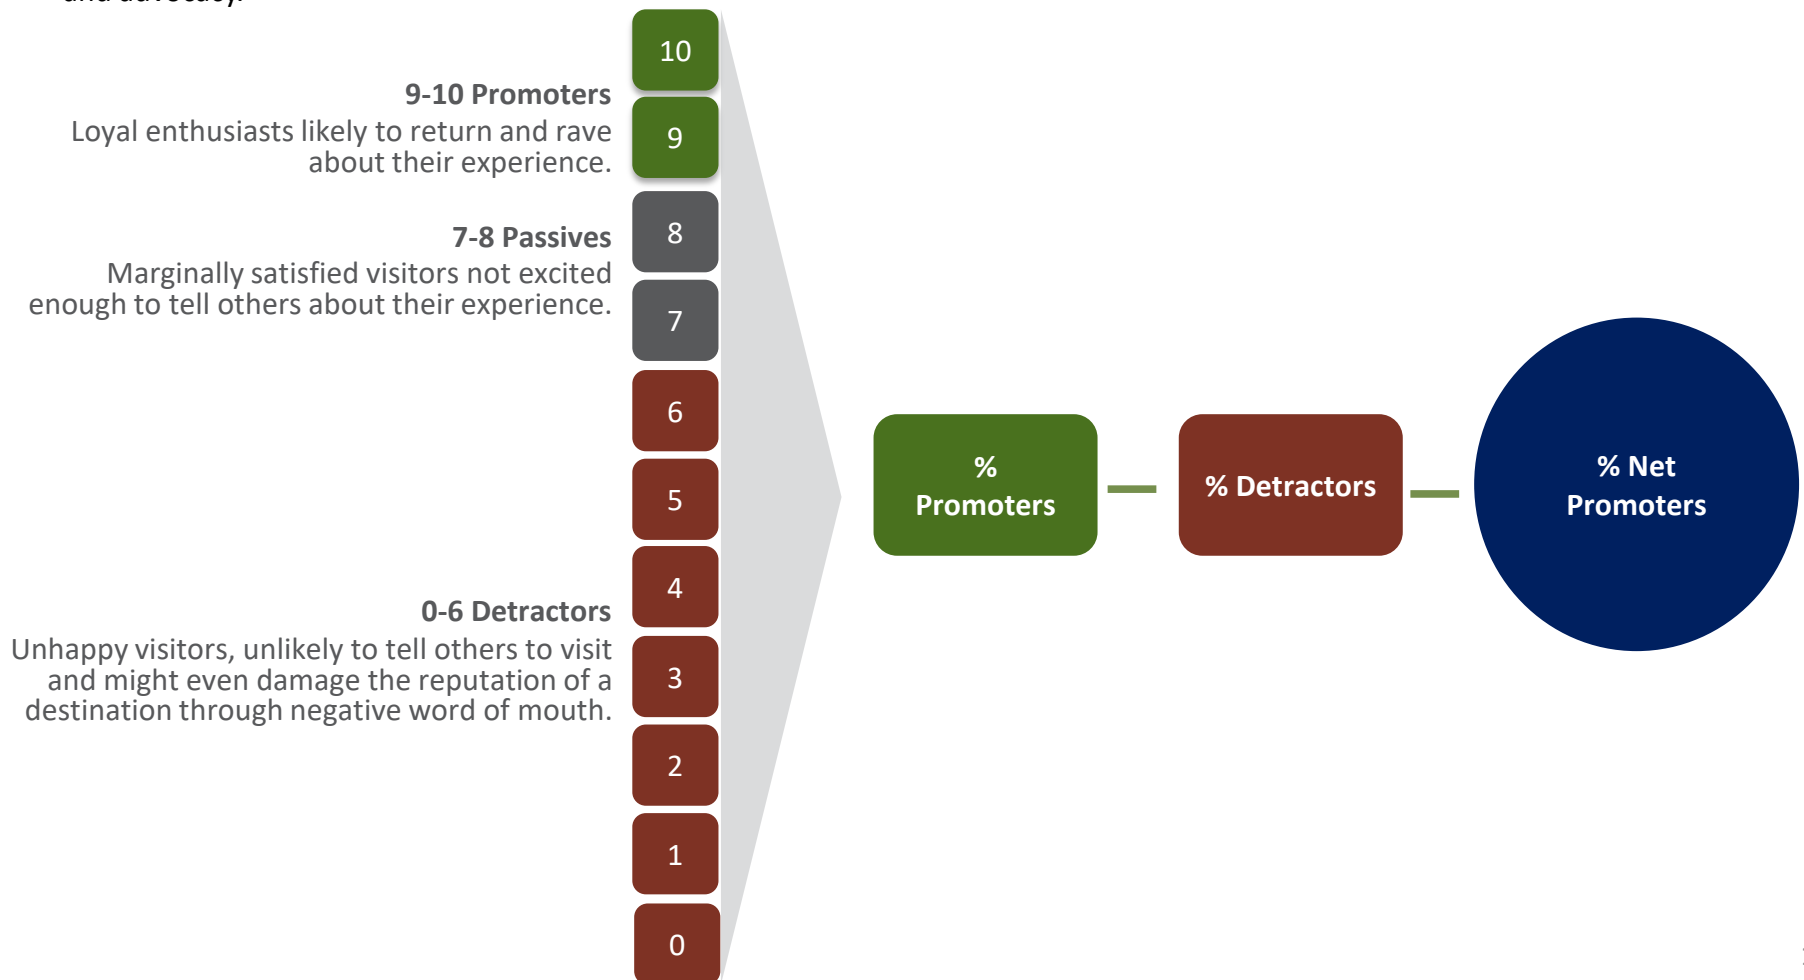 and advocacy.
10
9-10 Promoters
Loyal enthusiasts likely to return and rave
about their experience.
9
7-8 Passives
8
Marginally satisfied visitors not excited
enough to tell others about their experience.
7
6
5
4
0-6 Detractors
Unhappy visitors, unlikely to tell others to visit
and might even damage the reputation of a
destination through negative word of mouth.
3
2
1
0
%
Promoters
% Detractors
% Net
Promoters